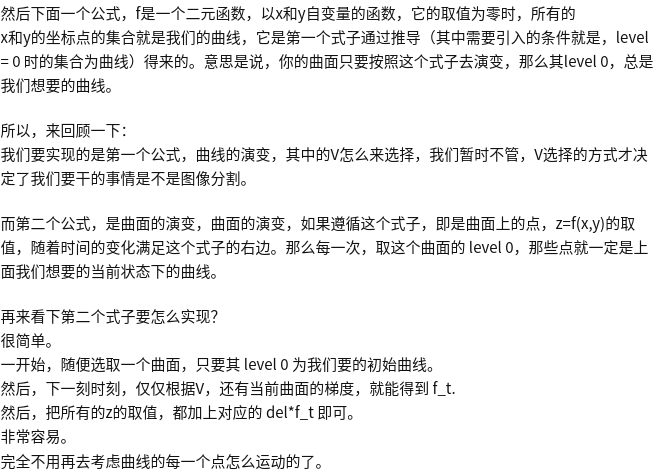 然后下面一个公式，f是一个二元函数，以x和y自变量的函数，它的取值为零时，所有的
x和y的坐标点的集合就是我们的曲线，它是第一个式子通过推导（其中需要引入的条件就是，level
= 0 时的集合为曲线）得来的。意思是说，你的曲面只要按照这个式子去演变，那么其level 0，总是
我们想要的曲线。
所以，来回顾一下：
我们要实现的是第一个公式，曲线的演变，其中的V怎么来选择，我们暂时不管，V选择的方式才决
定了我们要干的事情是不是图像分割。
而第二个公式，是曲面的演变，曲面的演变，如果遵循这个式子，即是曲面上的点，z=f(x,y)的取
值，随着时间的变化满足这个式子的右边。那么每一次，取这个曲面的 level 0，那些点就一定是上
面我们想要的当前状态下的曲线。
再来看下第二个式子要怎么实现？
很简单。
一开始，随便选取一个曲面，只要其 level 0 为我们要的初始曲线。
然后，下一刻时刻，仅仅根据V，还有当前曲面的梯度，就能得到 f_t.
然后，把所有的z的取值，都加上对应的 del*f_t 即可。
非常容易。
完全不用再去考虑曲线的每一个点怎么运动的了。